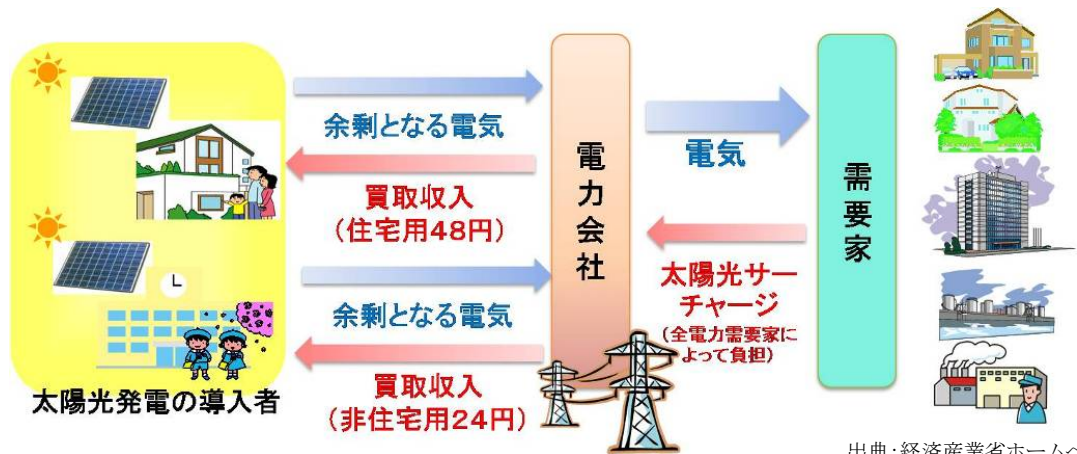 余剰となる電気
買取収入
(住宅用48円)
余剰となる電気
買取収入
(非住宅用24円)
太陽光発電の導入者
電力会社
電気
太陽光サー
チャージ
(全電力需要家に
よって負担)
需要家
出典:経済産業省ホームペ